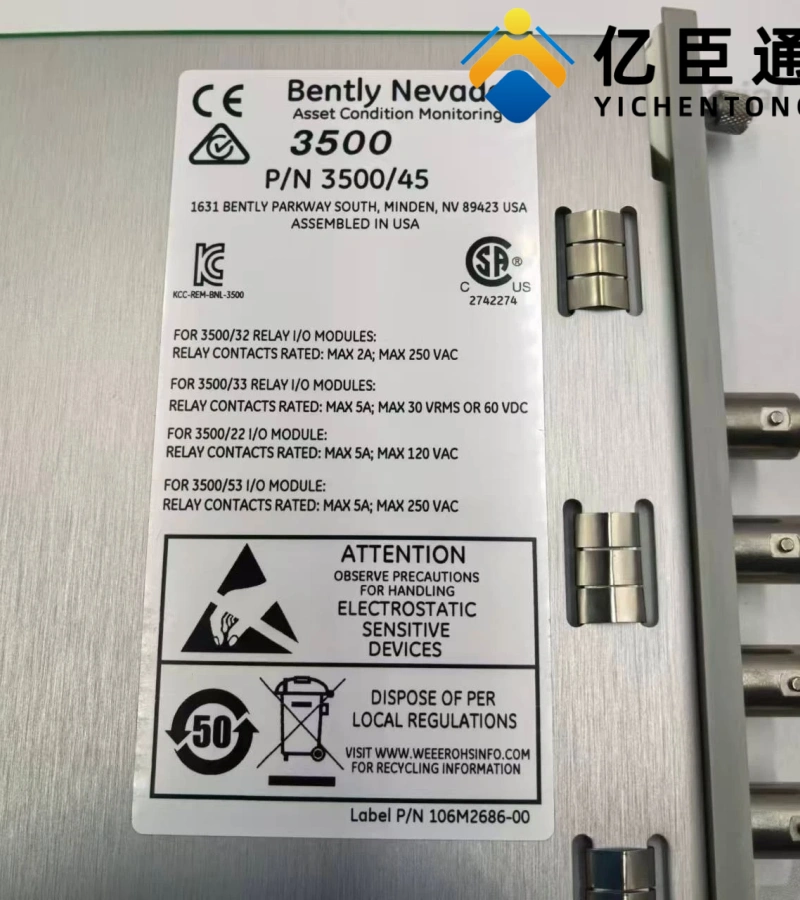 亿臣通
YICHENTONG
CE
Bently Nevad
Asset Condition Monitoring
3500
P/N 3500/45
1631 BENTLY PARKWAY SOUTH, MINDEN, NV 89423 USA
ASSEMBLED IN USA
KC
KCC-REM-BNL-3500
SA ®
C US
2742274
FOR 3500/32 RELAY I/O MODULES:
RELAY CONTACTS RATED: MAX 2A; MAX 250 VAC
FOR 3500/33 RELAY I/O MODULES:
RELAY CONTACTS RATED: MAX 5A; MAX 30 VRMS OR 60 VDC
FOR 3500/22 I/O MODULE:
RELAY CONTACTS RATED: MAX 5A; MAX 120 VAC
FOR 3500/53 I/O MODULE:
RELAY CONTACTS RATED: MAX 5A; MAX 250 VAC
ATTENTION
OBSERVE PRECAUTIONS
FOR HANDLING
ELECTROSTATIC
SENSITIVE
DEVICES
50
DISPOSE OF PER
LOCAL REGULATIONS
VISIT WWW.WEEEROHSINFO.COM
FOR RECYCLING INFORMATION
Label P/N 106M2686-00